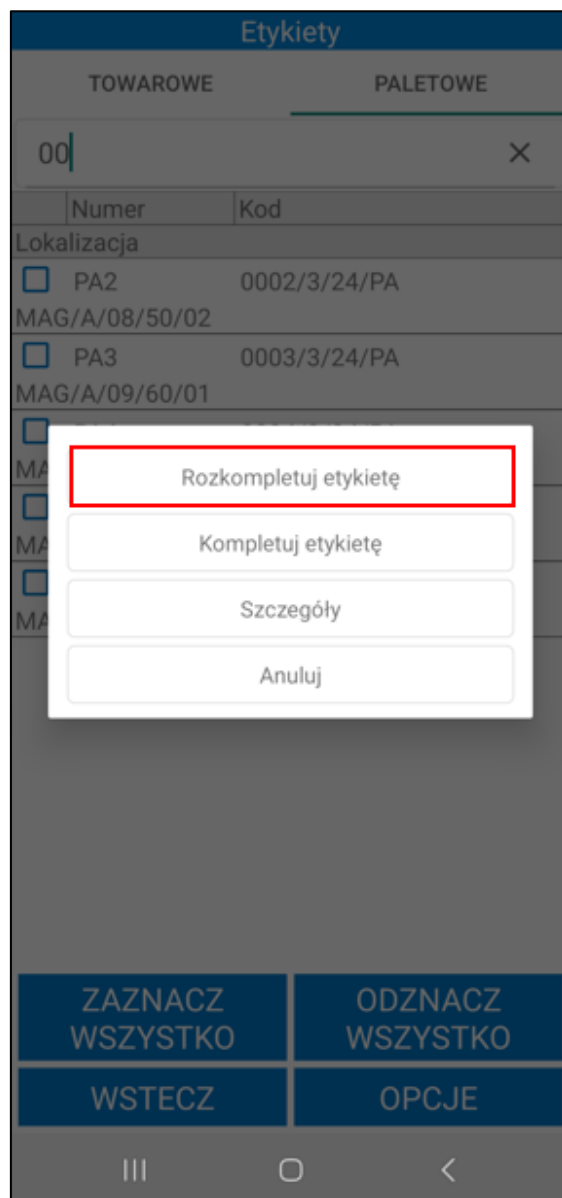 Etykiety
TOWAROWE PALETOWE
00
Numer Kod
Lokalizacja
PA2 0002/3/24/PA
MAG/A/08/50/02
PA3 0003/3/24/PA
MAG/A/09/60/01
Rozkompletuj etykietę
Kompletuj etykietę
Szczegóły
Anuluj
ZAZNACZ WSZYSTKO
ODZNACZ WSZYSTKO
WSTECZ OPCJE